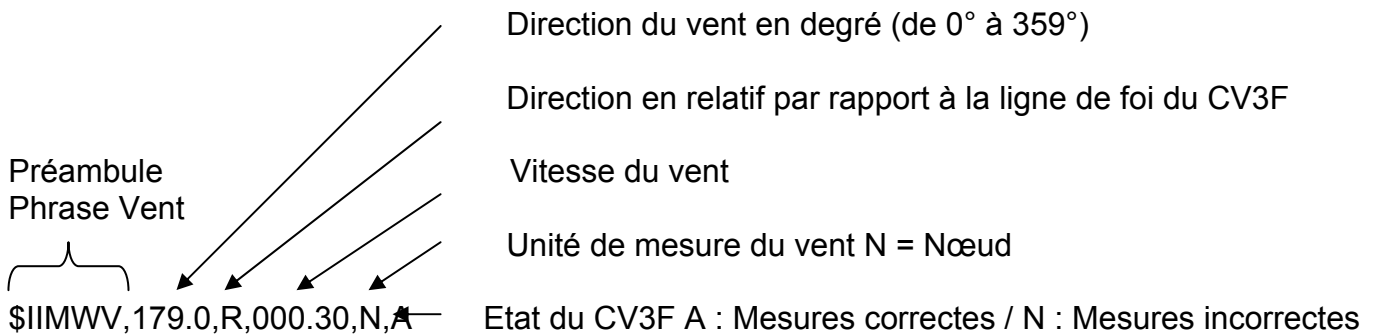 Direction du vent en degré (de 0° à 359°)
Direction en relatif par rapport à la ligne de foi du CV3F
Préambule
Phrase Vent
Vitesse du vent
Unité de mesure du vent N = Nœud
$IIMWV,179.0,R,000.30,N,A
Etat du CV3F A : Mesures correctes / N : Mesures incorrectes